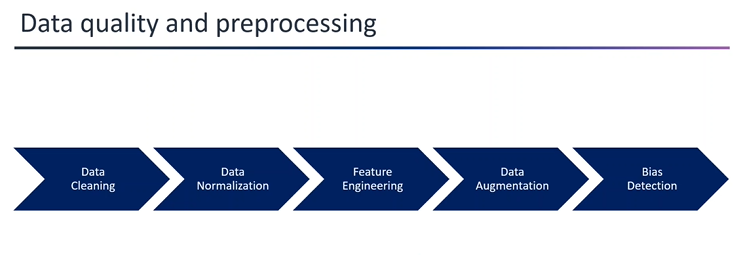 Data quality and preprocessing
Data
Cleaning
Data
Normalization
Feature
Engineering
Data
Augmentation
Bias
Detection